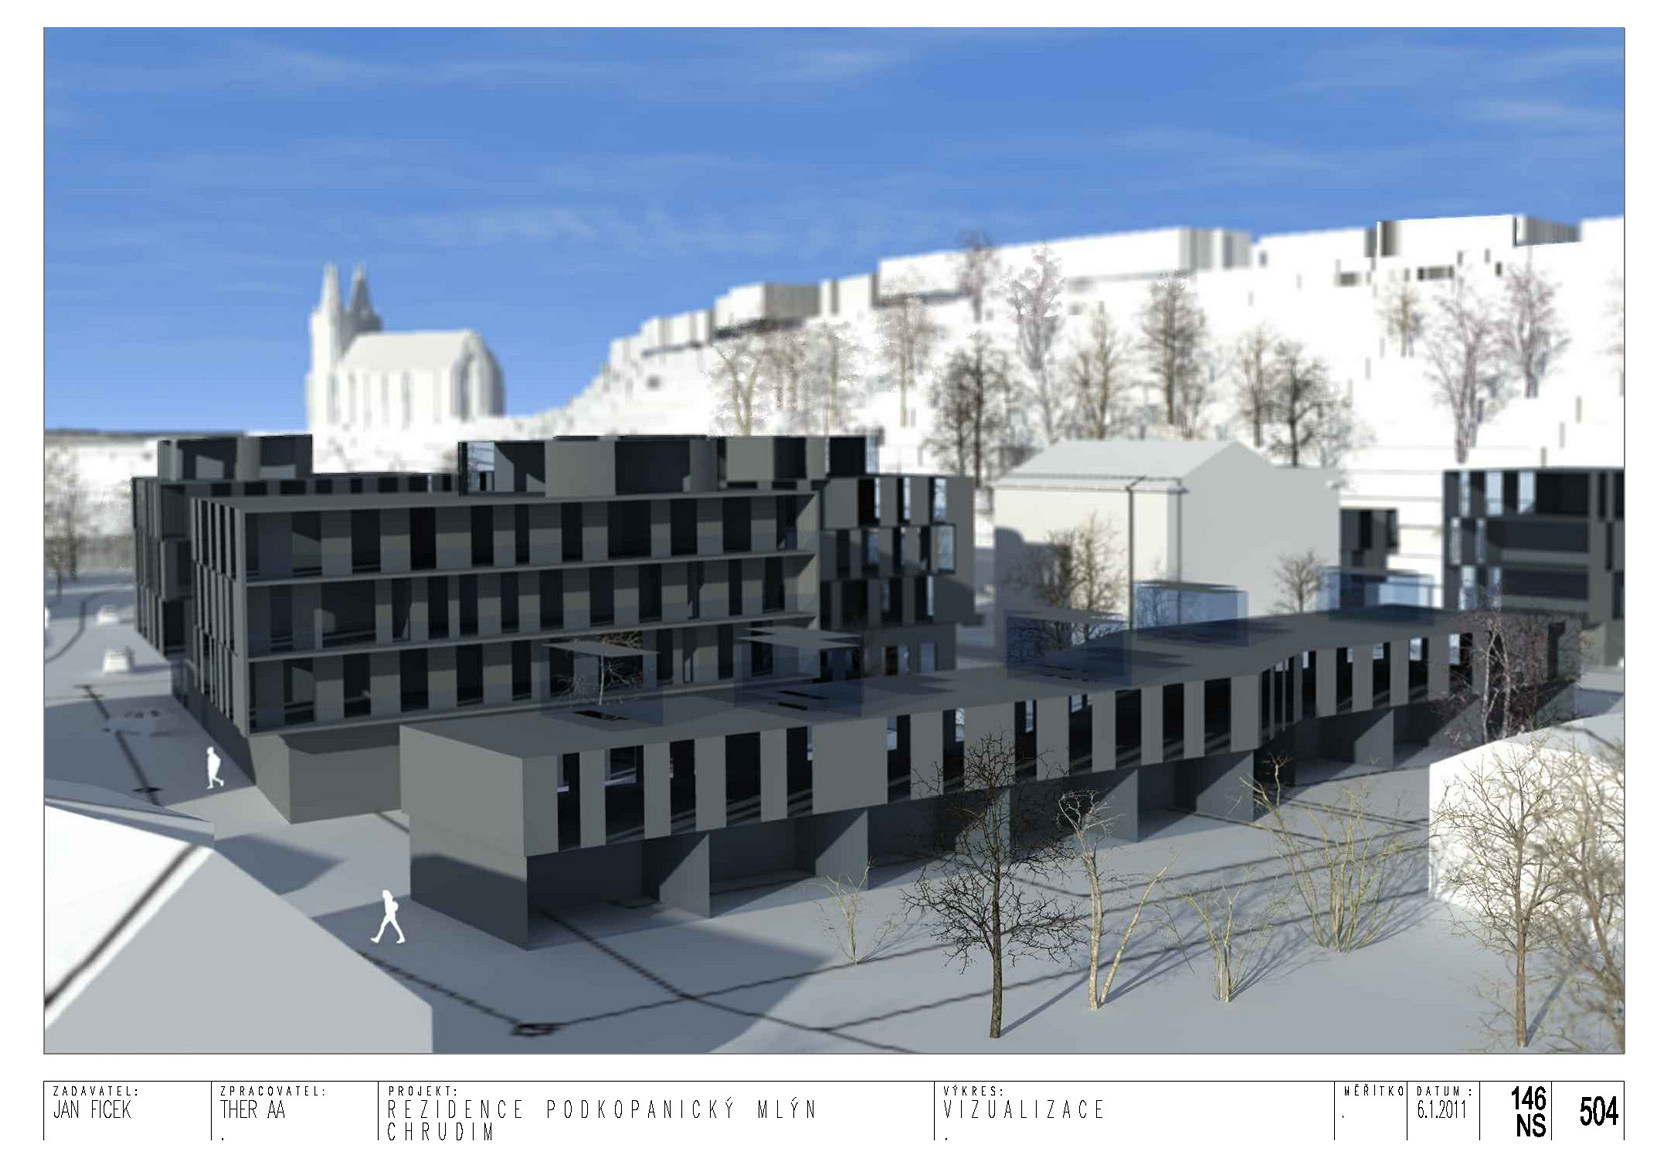 ZADAVATEL:
JAN FICEK
ZPRACOVATEL:
THER AA
.
PROJEKT:
REZIDENCE PODKOPANICKÝ MLÝN
CHRUDIM
VÝKRES:
VIZUALIZACE
.
MĚŘÍTKO
.
DATUM :
6.1.2011
146
NS
504